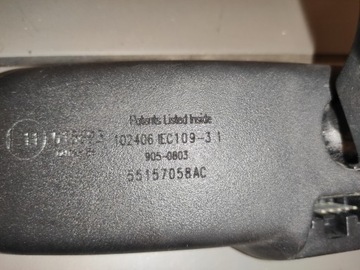 Patents Listed Inside
102406 IEC109-3 1
905-0803
55157058AC